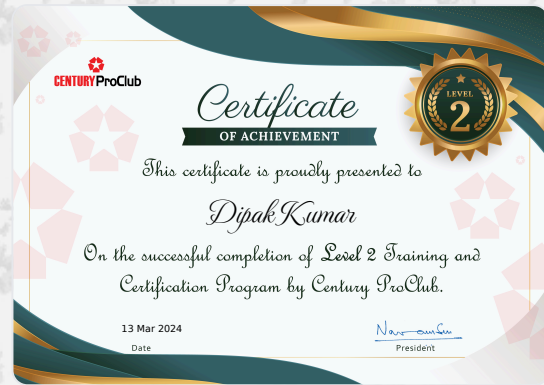 CENTURY ProClub
LEVEL
2
Certificate
OF ACHIEVEMENT
This certificate is proudly presented to
Dipak Kumar
On the successful completion of Level 2 Training and
Certification Program by Century ProClub.
13 Mar 2024
Date
President